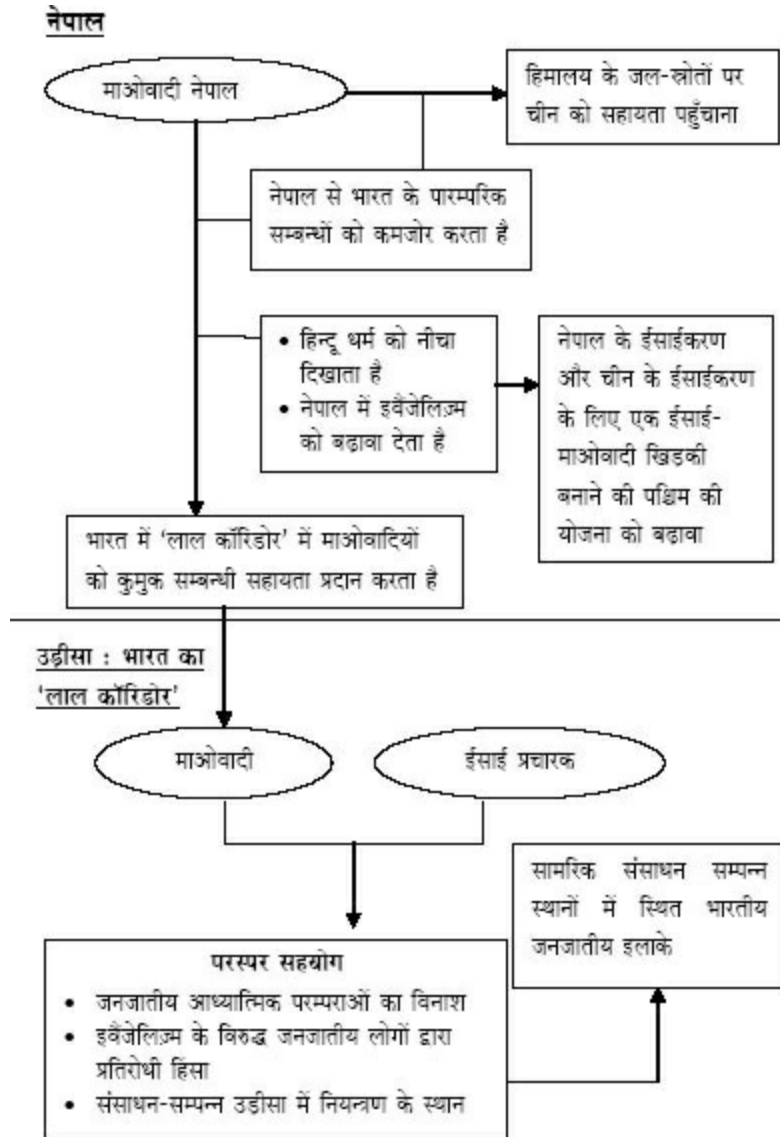 नेपाल
माओवादी नेपाल
हिमालय के जल-स्रोतों पर
चीन को सहायता पहुँचाना
नेपाल से भारत के पारम्परिक
सम्बन्धों को कमजोर करता है
• हिन्दू धर्म को नीचा
दिखाता है
• नेपाल में इवैंजेलिज़्म
को बढ़ावा देता है
नेपाल के ईसाईकरण
और चीन के ईसाईकरण
के लिए एक ईसाई-
माओवादी खिड़की
बनाने की पश्चिम की
योजना को बढ़ावा
भारत में ‘लाल कॉरिडोर’ में माओवादियों
को कुमुक सम्बन्धी सहायता प्रदान करता है
उड़ीसा : भारत का
‘लाल कॉरिडोर’
माओवादी
ईसाई प्रचारक
सामरिक संसाधन सम्पन्न
स्थानों में स्थित भारतीय
जनजातीय इलाके
परस्पर सहयोग
• जनजातीय आध्यात्मिक परम्पराओं का विनाश
• इवैंजेलिज़्म के विरुद्ध जनजातीय लोगों द्वारा
प्रतिरोधी हिंसा
• संसाधन-सम्पन्न उड़ीसा में नियन्त्रण के स्थान